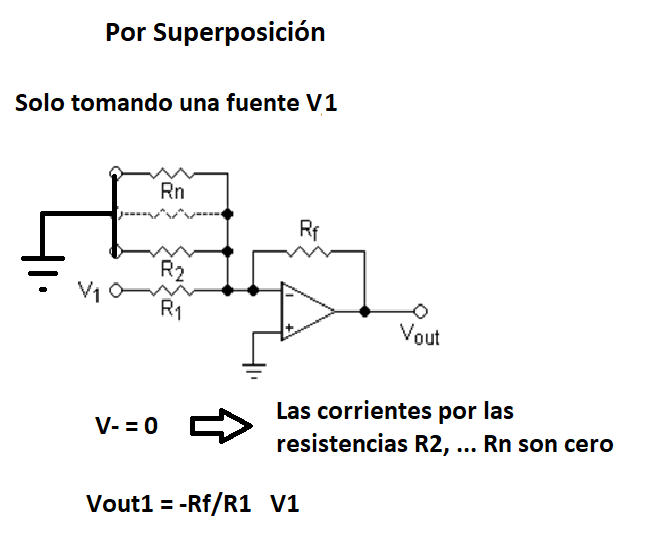 Por Superposición
Solo tomando una fuente V1
Rn
Rf
R2
V1
R1
Vout
-
+
V- = 0
Las corrientes por las
resistencias R2, ... Rn son cero
Vout1 = -Rf/R1 V1